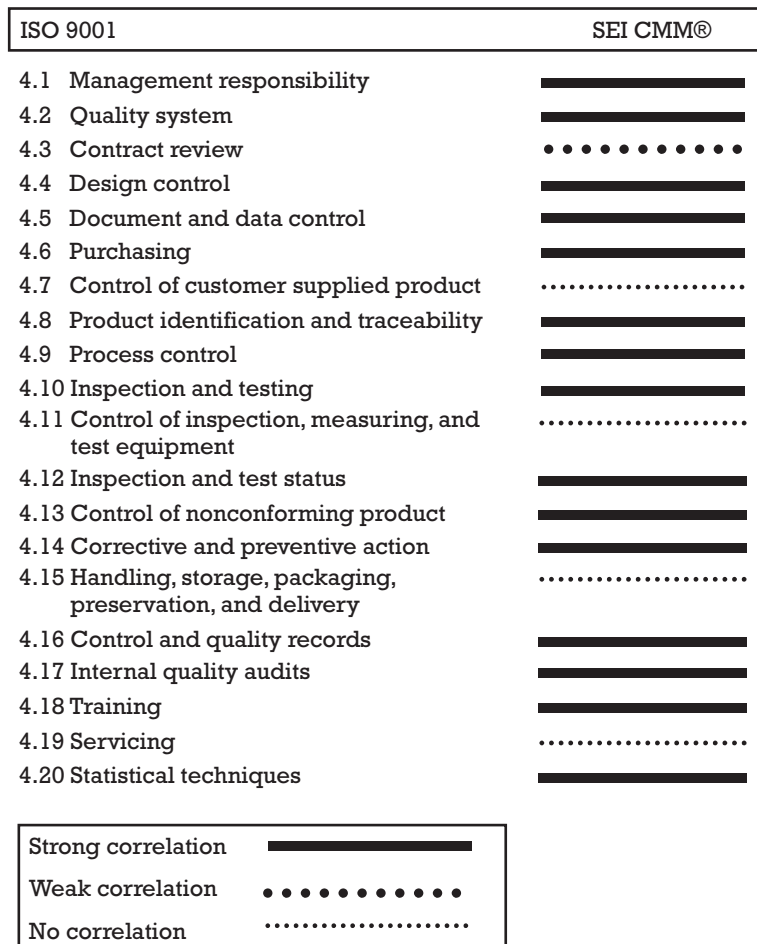 ISO 9001 SEI CMM®
4.1 Management responsibility
4.2 Quality system
4.3 Contract review
4.4 Design control
4.5 Document and data control
4.6 Purchasing
4.7 Control of customer supplied product
4.8 Product identification and traceability
4.9 Process control
4.10 Inspection and testing
4.11 Control of inspection, measuring, and
test equipment
4.12 Inspection and test status
4.13 Control of nonconforming product
4.14 Corrective and preventive action
4.15 Handling, storage, packaging,
preservation, and delivery
4.16 Control and quality records
4.17 Internal quality audits
4.18 Training
4.19 Servicing
4.20 Statistical techniques
Strong correlation
Weak correlation
No correlation